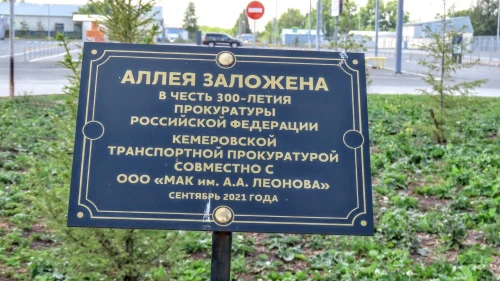 АЛЛЕЯ ЗАЛОЖЕНА
В ЧЕСТЬ 300-ЛЕТИЯ
ПРОКУРАТУРЫ
РОССИЙСКОЙ ФЕДЕРАЦИИ
КЕМЕРОВСКОЙ
ТРАНСПОРТНОЙ ПРОКУРАТУРОЙ
СОВМЕСТНО С
ООО «МАК им. А.А. ЛЕОНОВА»
СЕНТЯБРЬ 2021 ГОДА